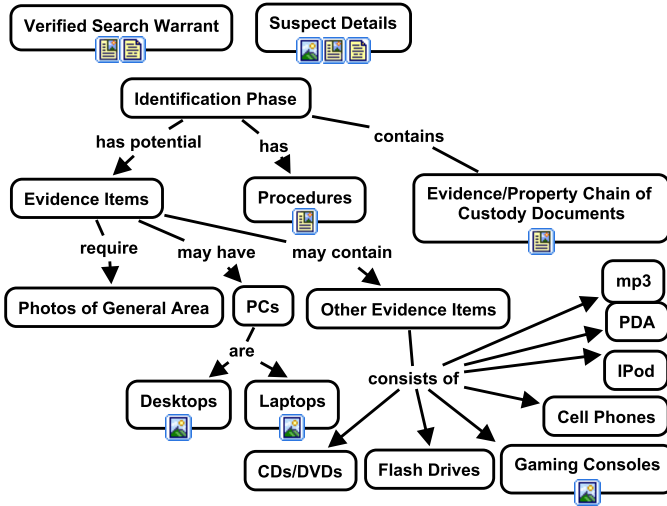 Verified Search Warrant
Suspect Details
Identification Phase
has potential
has
contains
Evidence Items
Procedures
Evidence/Property Chain of
Custody Documents
require
may have
may contain
mp3
Photos of General Area
PCs
Other Evidence Items
PDA
are
consists of
IPod
Desktops
Laptops
Cell Phones
CDs/DVDs
Flash Drives
Gaming Consoles